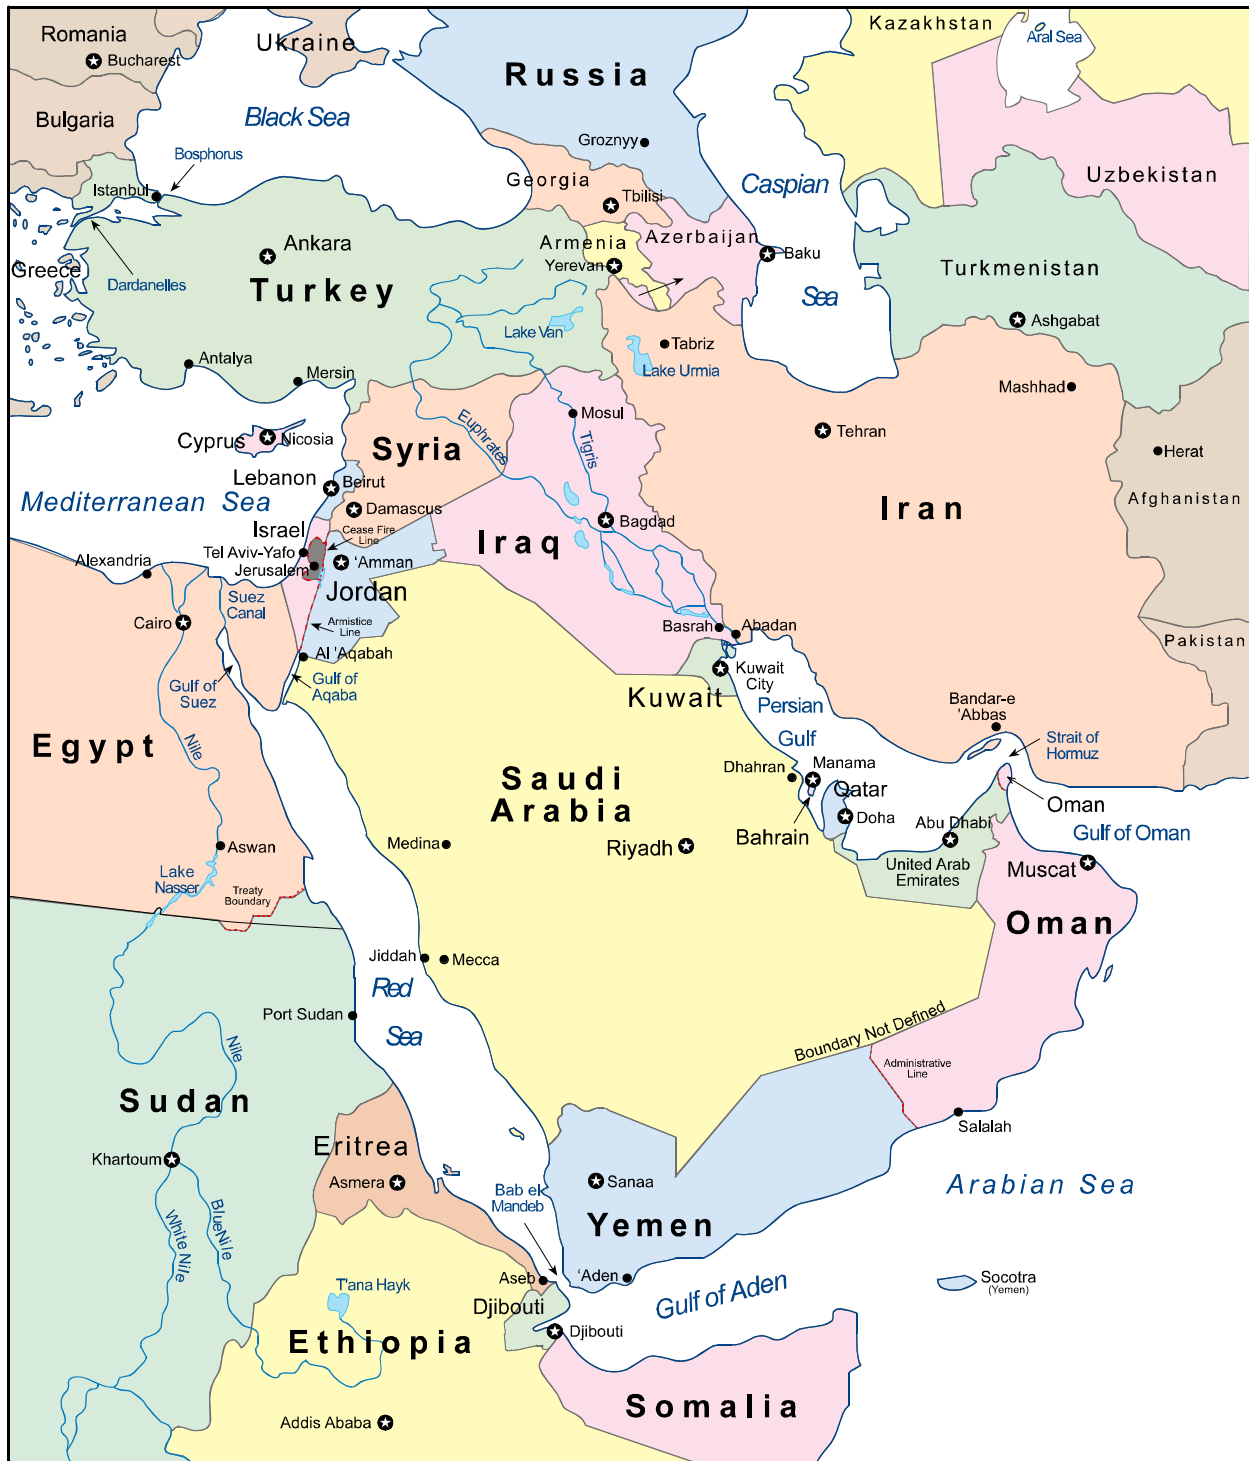 Romania
Bucharest
Ukraine
Kazakhstan
Aral Sea
Russia
Bulgaria
Black Sea
Groznyy
Bosphorus
Istanbul
Georgia
Tbilisi
Caspian
Sea
Uzbekistan
Ankara
Armenia
Yerevan
Azerbaijan
Baku
Greece
Dardanelles
Turkey
Turkmenistan
Ashgabat
Lake Van
Tabriz
Lake Urmia
Antalya
Mersin
Mashhad
Mosul
Cyprus
Nicosia
Euphrates
Tigris
Syria
Tehran
Herat
Lebanon
Beirut
Mediterranean Sea
Damascus
Afghanistan
Iran
Israel
Cease Fire
Line
Bagdad
Iraq
Tel Aviv-Yafo
Jerusalem
Alexandria
'Amman
Jordan
Suez
Canal
Cairo
Armistice
Line
Basrah
Abadan
Pakistan
Al 'Aqabah
Gulf of
Suez
Gulf of
Aqaba
Kuwait
City
Kuwait
Persian
Gulf
Bandar-e
'Abbas
Strait of
Hormuz
Egypt
Nile
Saudi
Arabia
Dhahran
Manama
Qatar
Oman
Doha
Bahrain
Abu Dhabi
Gulf of Oman
Aswan
Medina
Riyadh
United Arab
Emirates
Muscat
Lake
Nasser
Treaty
Boundary
Oman
Jiddah
Mecca
Red
Sea
Port Sudan
Boundary Not Defined
Nile
Administrative
Line
Sudan
Salalah
Eritrea
Khartoum
Asmera
Bab el
Mandeb
Sanaa
Arabian Sea
White Nile
BlueNile
Yemen
Aseb
'Aden
T'ana Hayk
Gulf of Aden
Socotra
(Yemen)
Djibouti
Djibouti
Ethiopia
Somalia
Addis Ababa